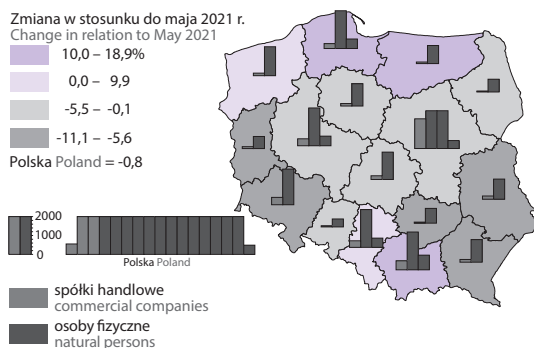 Zmiana w stosunku do maja 2021 r.
Change in relation to May 2021
10,0 – 18,9%
0,0 – 9,9
-5,5 – -0,1
-11,1 – -5,6
Polska Poland = -0,8
2000
1000
0
Polska Poland
spółki handlowe
commercial companies
osoby fizyczne
natural persons